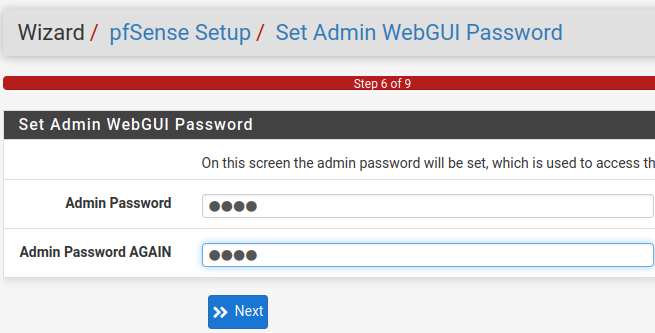 Wizard / pfSense Setup / Set Admin WebGUI Password
Step 6 of 9
Set Admin WebGUI Password
On this screen the admin password will be set, which is used to access th
Admin Password ●●●●
Admin Password AGAIN ●●●●
Next